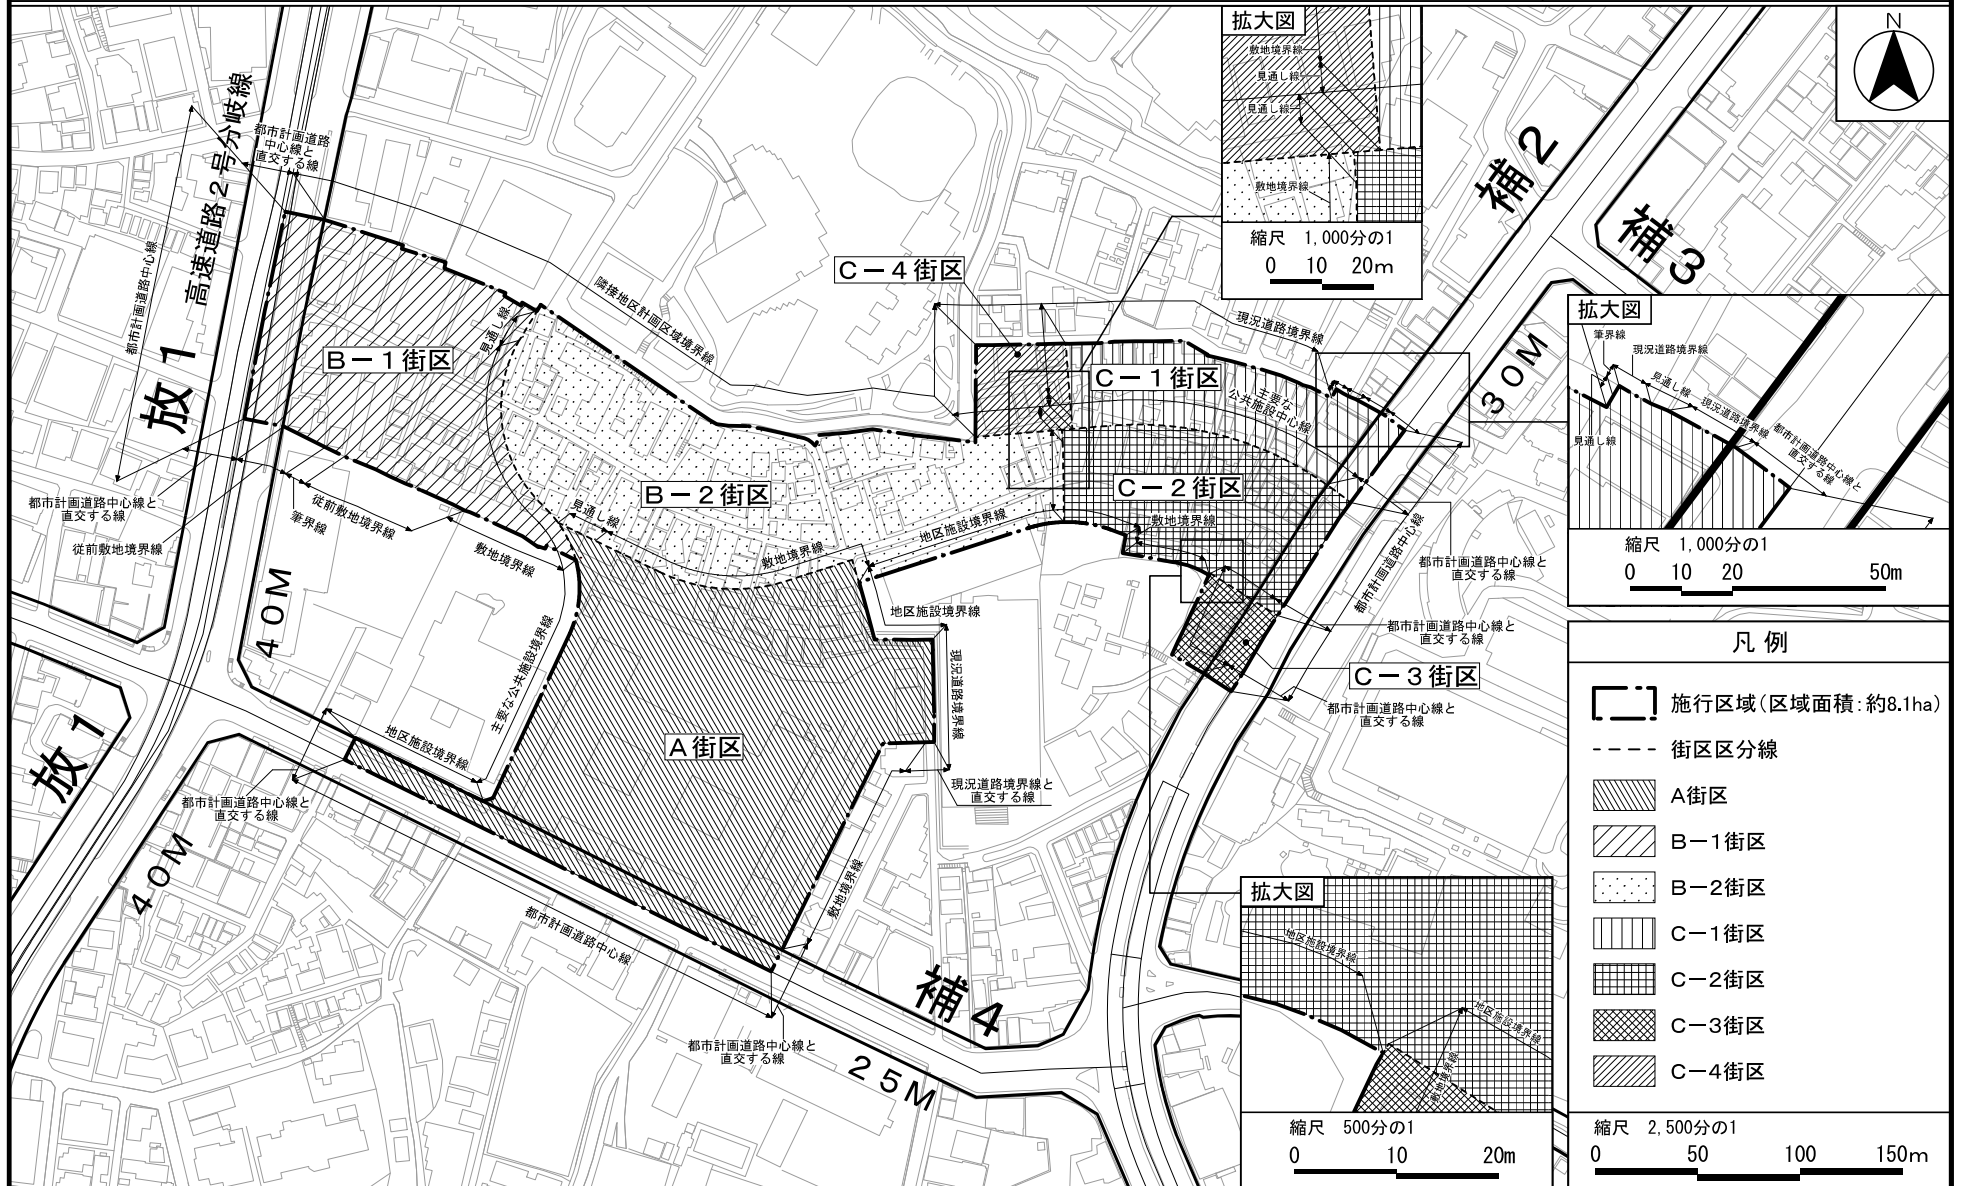 拡大図
敷地境界線
見通し線
見通し線
敷地境界線
縮尺 1,000分の1
0 10 20m
N
高速道路2号分岐線
都市計画道路
中心線と
直交する線
都市計画道路中心線
放1
補2
補3
30M
C-4街区
隣接地区計画区域境界線
現況道路境界線
見通し線
B-1街区
C-1街区
主要な
公共施設中心線
拡大図
筆界線
現況道路境界線
見通し線
現況道路境界線
都市計画道路中心線と
直交する線
見通し線
縮尺 1,000分の1
0 10 20 50m
B-2街区
C-2街区
都市計画道路中心線と
直交する線
従前敷地境界線
筆界線
従前敷地境界線
敷地境界線
見通し線
敷地境界線
地区施設境界線
敷地境界線
都市計画道路中心線
都市計画道路中心線と
直交する線
都市計画道路中心線と
直交する線
C-3街区
都市計画道路中心線と
直交する線
40M
地区施設境界線
現況道路境界線
主要な公共施設境界線
地区施設境界線
A街区
現況道路境界線と
直交する線
放1
都市計画道路中心線と
直交する線
40M
敷地境界線
都市計画道路中心線
補4
都市計画道路中心線と
直交する線
25M
拡大図
地区施設境界線
地区施設境界線
敷地境界線
縮尺 500分の1
0 10 20m
凡例
施行区域(区域面積:約8.1ha)
街区区分線
A街区
B-1街区
B-2街区
C-1街区
C-2街区
C-3街区
C-4街区
縮尺 2,500分の1
0 50 100 150m